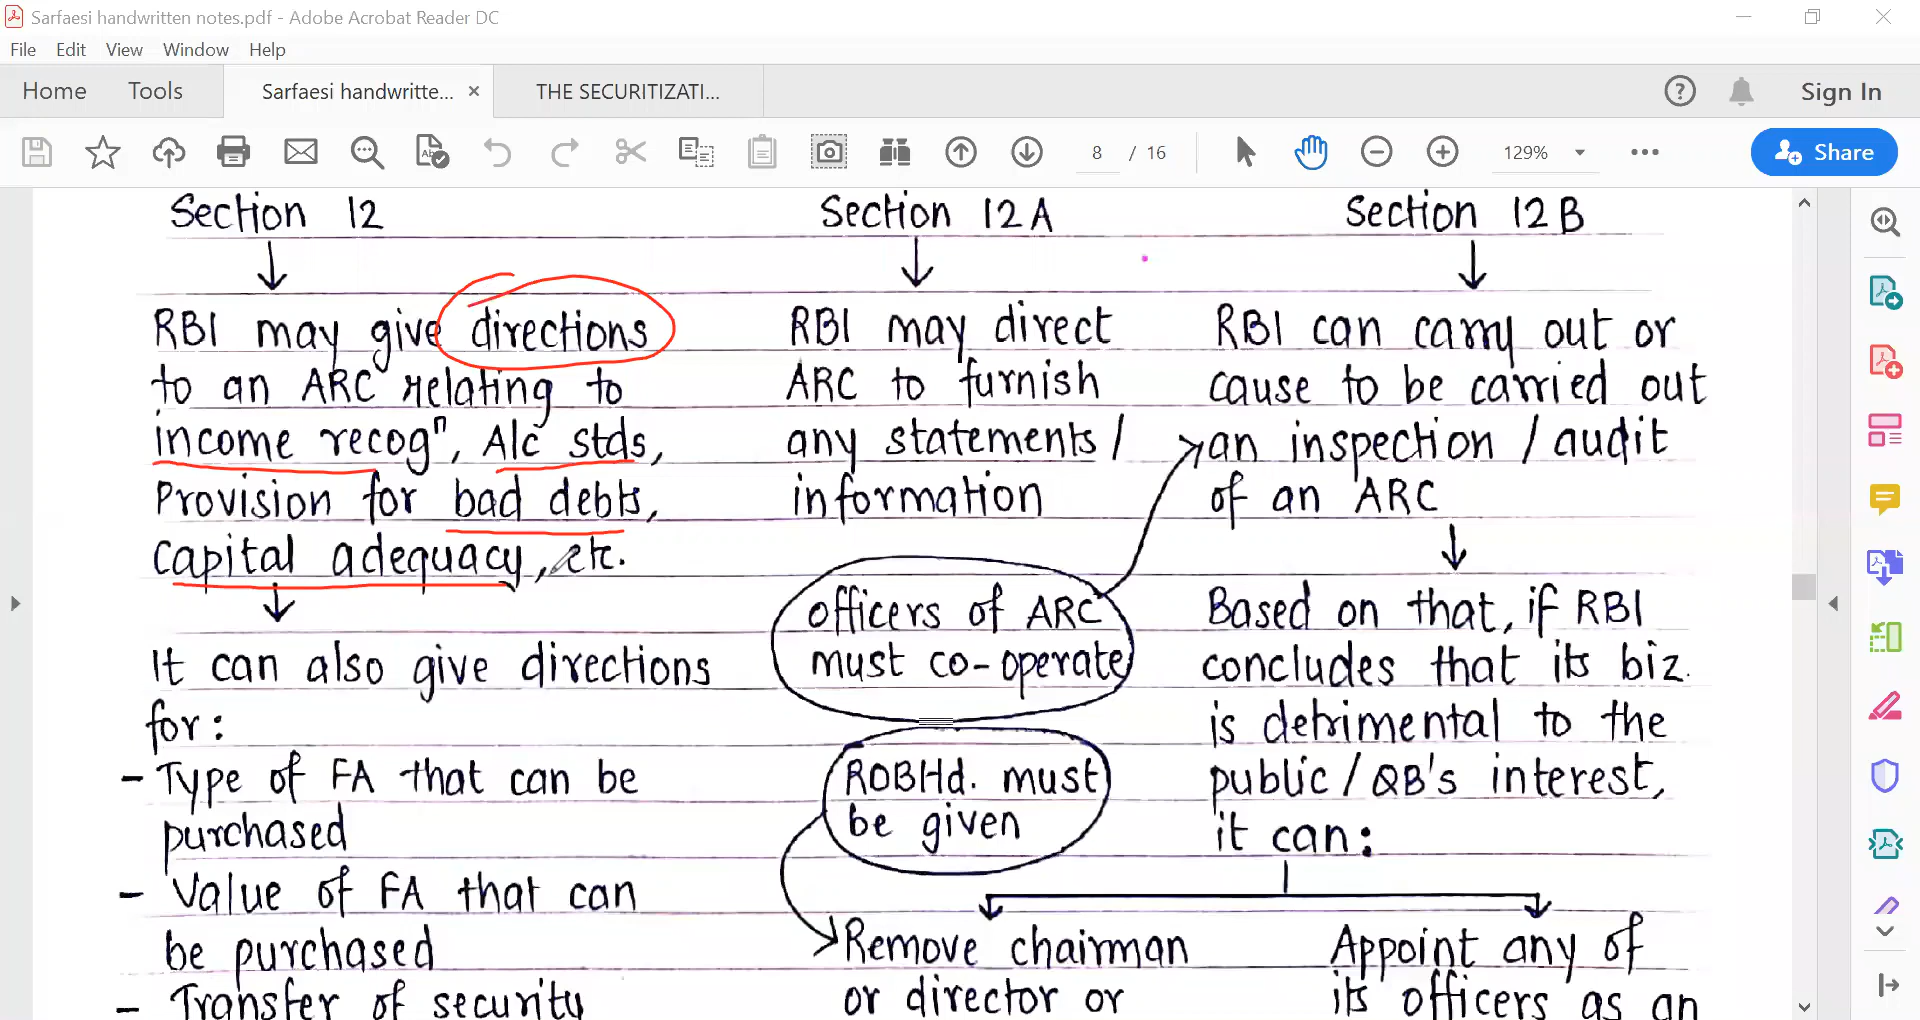 Sarfaesi handwritten notes.pdf - Adobe Acrobat Reader DC
File Edit View Window Help
Home Tools Sarfaesi handwritte... × THE SECURITIZATI... Sign In
8 / 16 129% Share
Section 12
RBI may give directions
to an ARC relating to
income recogⁿ, A/c stds,
Provision for bad debts,
capital adequacy, etc.
It can also give directions
for:
- Type of FA that can be
purchased
- Value of FA that can
be purchased
- Transfer of security
Section 12A
RBI may direct
ARC to furnish
any statements /
information
officers of ARC
must co-operate
ROBHd. must
be given
Section 12B
RBI can carry out or
cause to be carried out
an inspection / audit
of an ARC
Based on that, if RBI
concludes that its biz.
is detrimental to the
public / QB's interest,
it can:
Remove chairman
or director or
Appoint any of
its officers as an